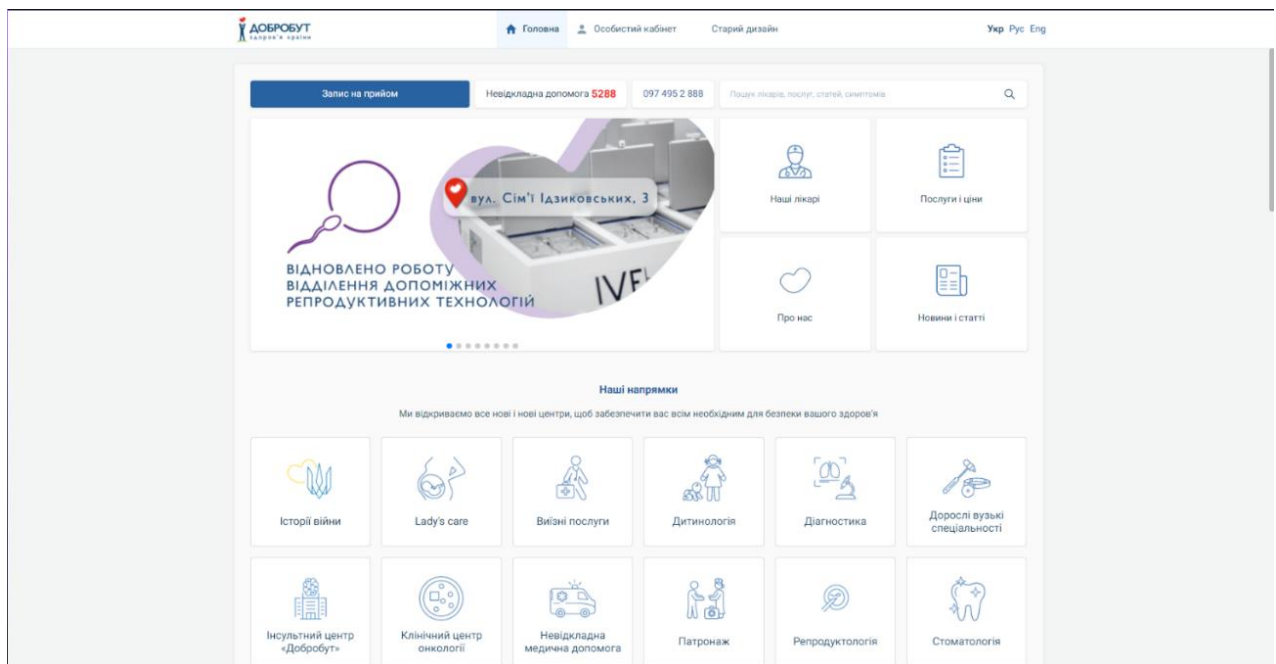 ДОБРОБУТ
здоров'я країни
Головна
Особистий кабінет
Старий дизайн
Укр Рус Eng
Запис на прийом
Невідкладна допомога 5288
097 495 2 888
Пошук лікарів, послуг, статей, симптомів
вул. Сім'ї Ідзиковських, 3
ВІДНОВЛЕНО РОБОТУ
ВІДДІЛЕННЯ ДОПОМІЖНИХ
РЕПРОДУКТИВНИХ ТЕХНОЛОГІЙ
Наші лікарі
Послуги і ціни
Про нас
Новини і статті
Наші напрямки
Ми відкриваємо все нові і нові центри, щоб забезпечити вас всім необхідним для безпеки вашого здоров'я
Історії війни
Lady's care
Виїзні послуги
Дитинологія
Діагностика
Дорослі вузькі
спеціальності
Інсультний центр
«Добробут»
Клінічний центр
онкології
Невідкладна
медична допомога
Патронаж
Репродуктологія
Стоматологія